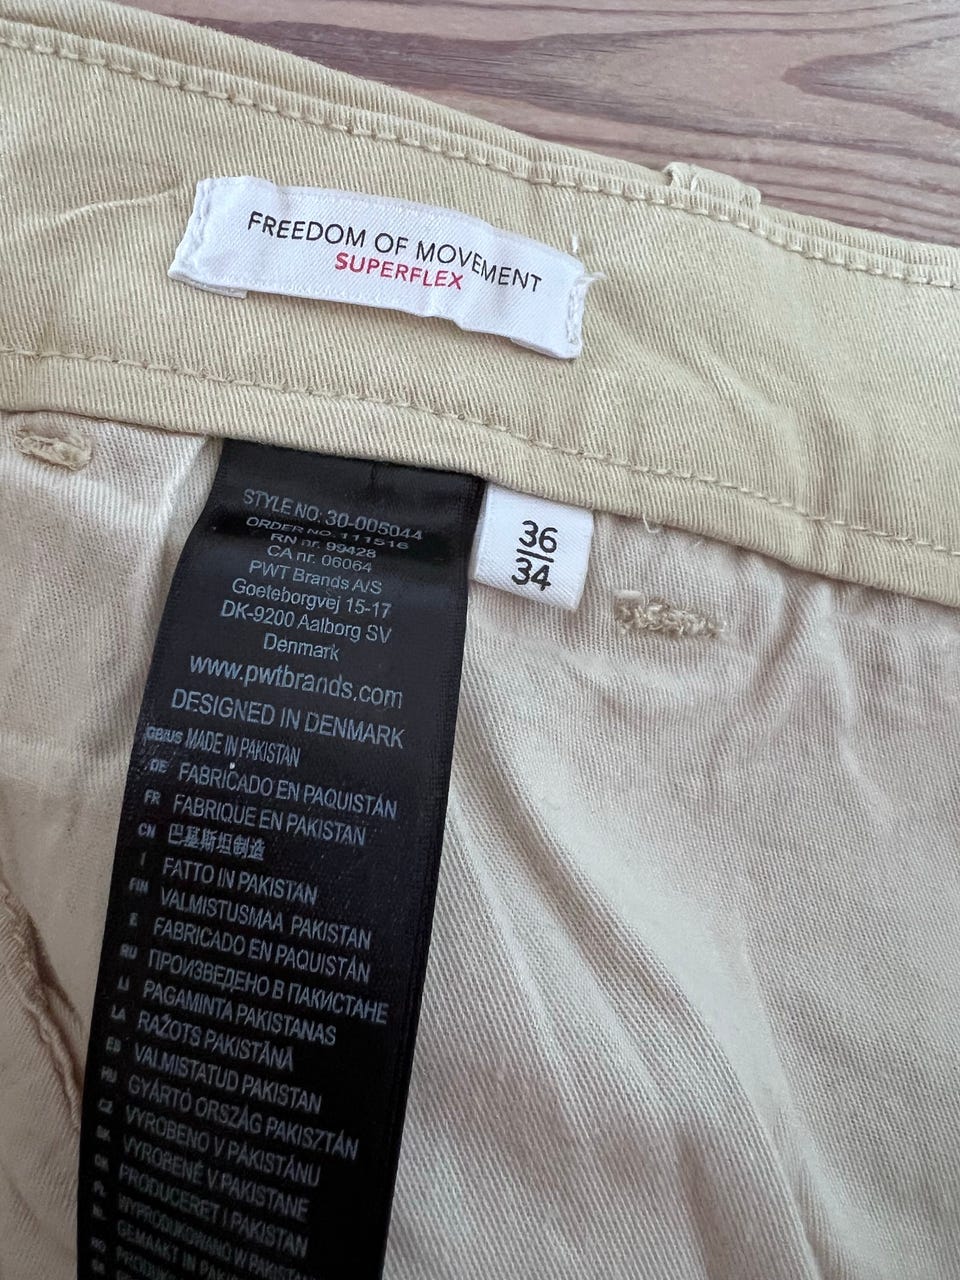 FREEDOM OF MOVEMENT
SUPERFLEX
36
34
STYLE NO: 30-005044
ORDER NO. 111516
RN nr. 99428
CA nr. 06064
PWT Brands A/S
Goeteborgvej 15-17
DK-9200 Aalborg SV
Denmark
www.pwtbrands.com
DESIGNED IN DENMARK
GB/US MADE IN PAKISTAN
DE FABRICADO EN PAQUISTÁN
FR FABRIQUE EN PAKISTAN
CN 巴基斯坦制造
I FATTO IN PAKISTAN
FIN VALMISTUSMAA PAKISTAN
E FABRICADO EN PAQUISTÁN
RU ПРОИЗВЕДЕНО В ПАКИСТАНЕ
LI PAGAMINTA PAKISTANAS
LA RAŽOTS PAKISTĀNĀ
VALMISTATUD PAKISTAN
HU GYÁRTÓ ORSZÁG PAKISZTÁN
CZ VYROBENO V PÁKISTÁNU
VYROBENÉ V PAKISTANE
DK PRODUCERET I PAKISTAN
PL WYPRODUKOWANO W PAKISTAN
GEMAAKT IN PAKISTAN